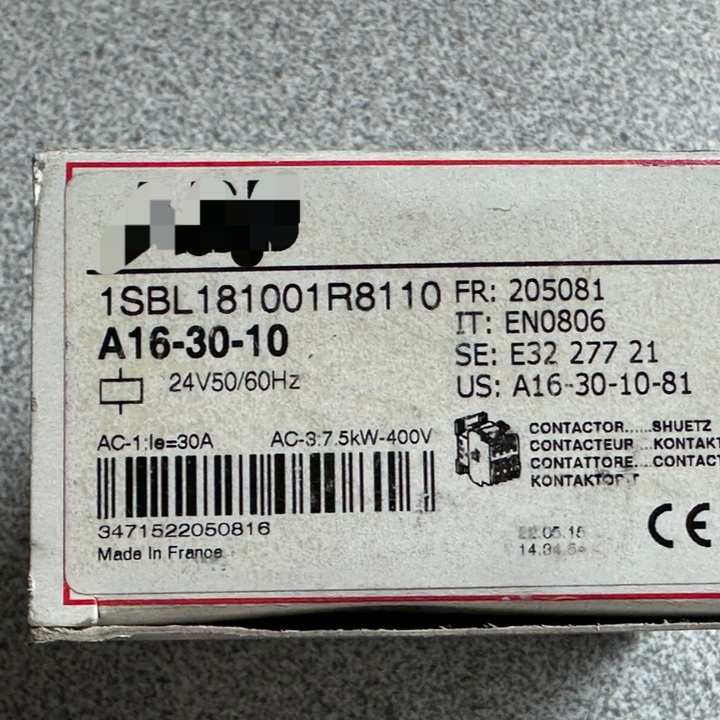 1SBL181001R8110
A16-30-10
24V50/60Hz
AC-1:Ie=30A AC-3:7.5kW-400V
3471522050816
Made In France
FR: 205081
IT: EN0806
SE: E32 277 21
US: A16-30-10-81
CONTACTOR.....SHUETZ
CONTACTEUR ...KONTAKT
CONTATTORE....CONTACT
KONTAKTOR
CE